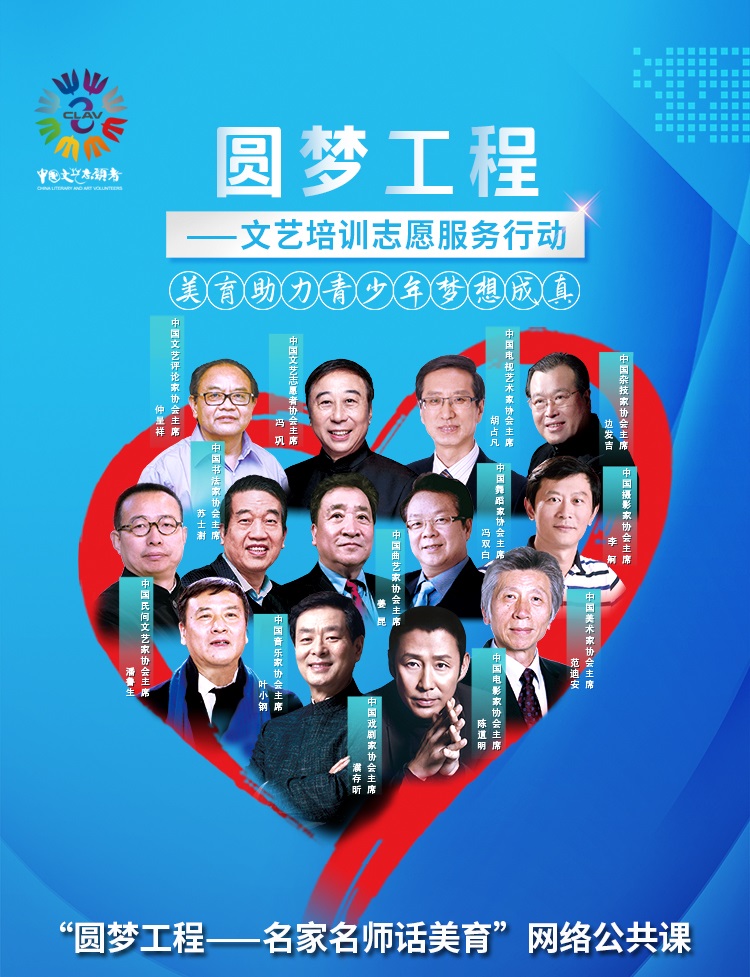 CLAV
中国文艺志愿者
CHINA LITERARY AND ART VOLUNTEERS
圆梦工程
——文艺培训志愿服务行动
美育助力青少年梦想成真
中国文艺评论家协会主席
仲呈祥
中国文艺志愿者协会主席
冯巩
中国电视艺术家协会主席
胡占凡
中国杂技家协会主席
边发吉
中国书法家协会主席
苏士澍
中国舞蹈家协会主席
冯双白
中国摄影家协会主席
李舸
中国曲艺家协会主席
姜昆
中国民间文艺家协会主席
潘鲁生
中国音乐家协会主席
叶小钢
中国美术家协会主席
范迪安
中国戏剧家协会主席
濮存昕
中国电影家协会主席
陈道明
“圆梦工程——名家名师话美育”网络公共课